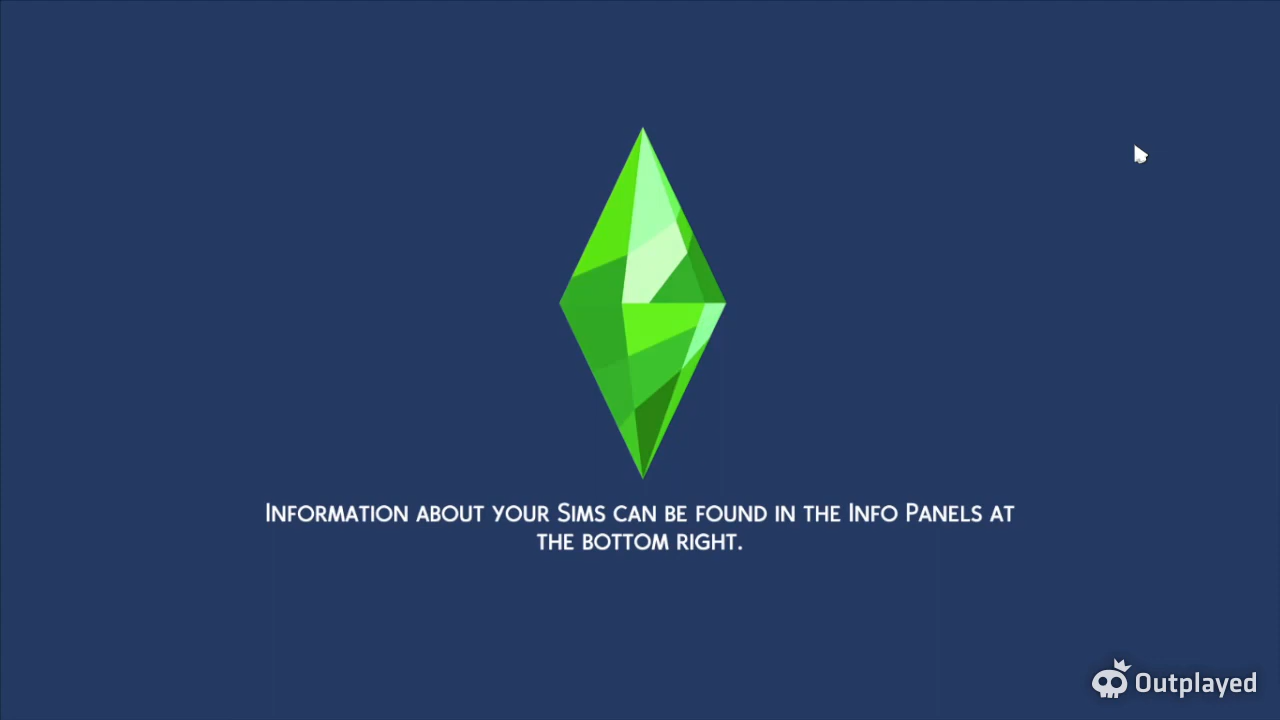 Information about your Sims can be found in the Info Panels at
the bottom right.
Outplayed